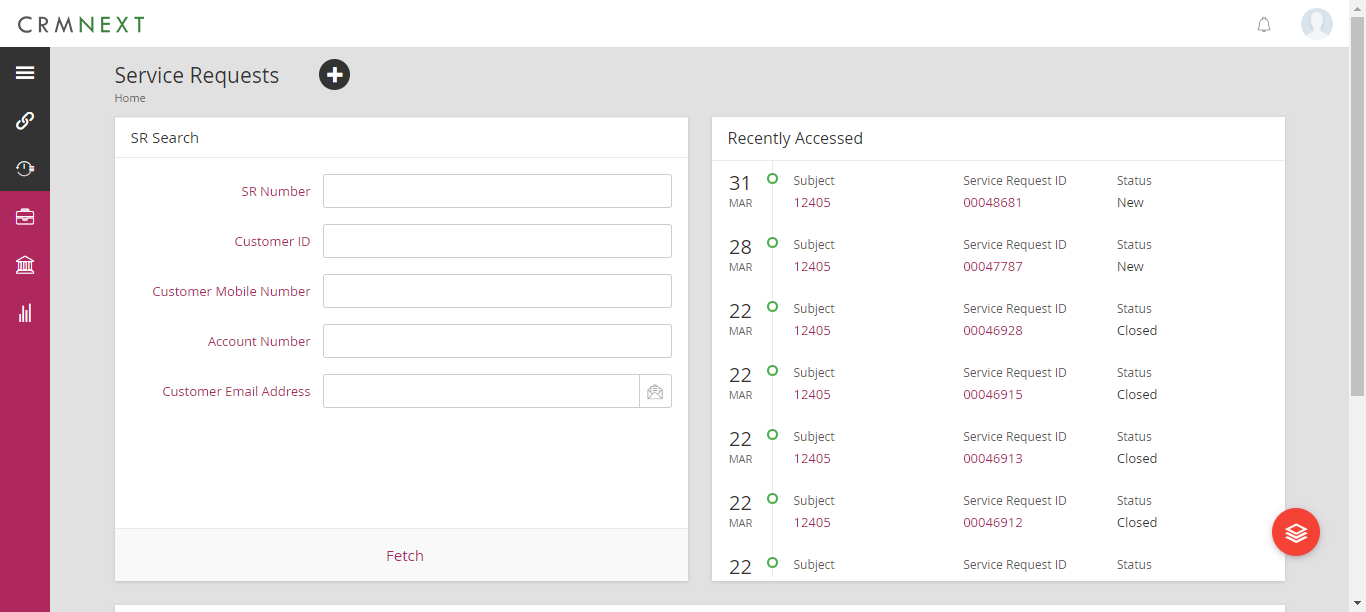 CRMNEXT
Service Requests
Home
SR Search
SR Number
Customer ID
Customer Mobile Number
Account Number
Customer Email Address
Fetch
Recently Accessed
31 Subject Service Request ID Status
MAR 12405 00048681 New
28 Subject Service Request ID Status
MAR 12405 00047787 New
22 Subject Service Request ID Status
MAR 12405 00046928 Closed
22 Subject Service Request ID Status
MAR 12405 00046915 Closed
22 Subject Service Request ID Status
MAR 12405 00046913 Closed
22 Subject Service Request ID Status
MAR 12405 00046912 Closed
22 Subject Service Request ID Status